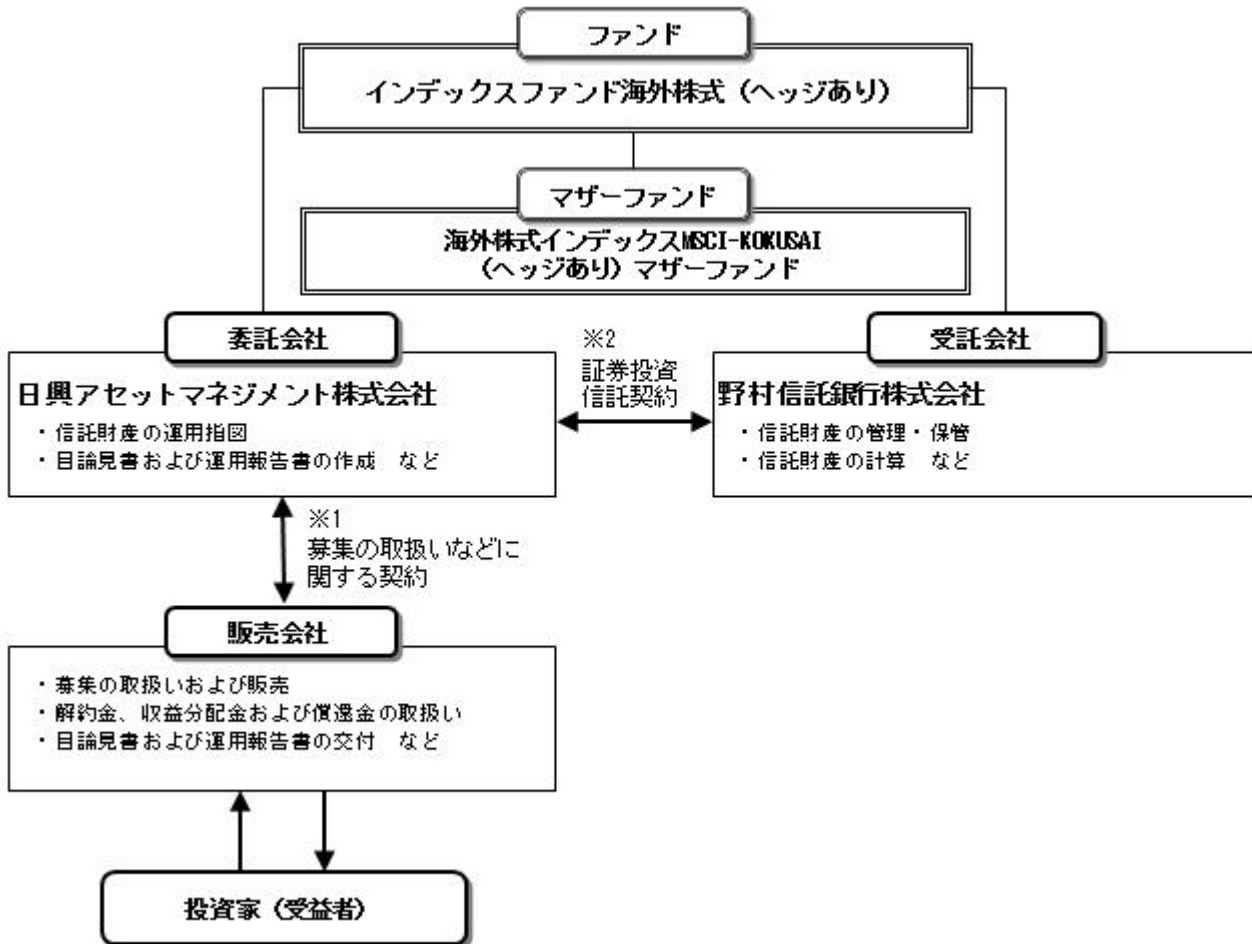 ファンド
インデックスファンド海外株式（ヘッジあり）
マザーファンド
海外株式インデックスMSCI-KOKUSAI
（ヘッジあり）マザーファンド
委託会社
日興アセットマネジメント株式会社
・信託財産の運用指図
・目論見書および運用報告書の作成　など
※2
証券投資
信託契約
受託会社
野村信託銀行株式会社
・信託財産の管理・保管
・信託財産の計算　など
※1
募集の取扱いなどに
関する契約
販売会社
・募集の取扱いおよび販売
・解約金、収益分配金および償還金の取扱い
・目論見書および運用報告書の交付　など
投資家（受益者）